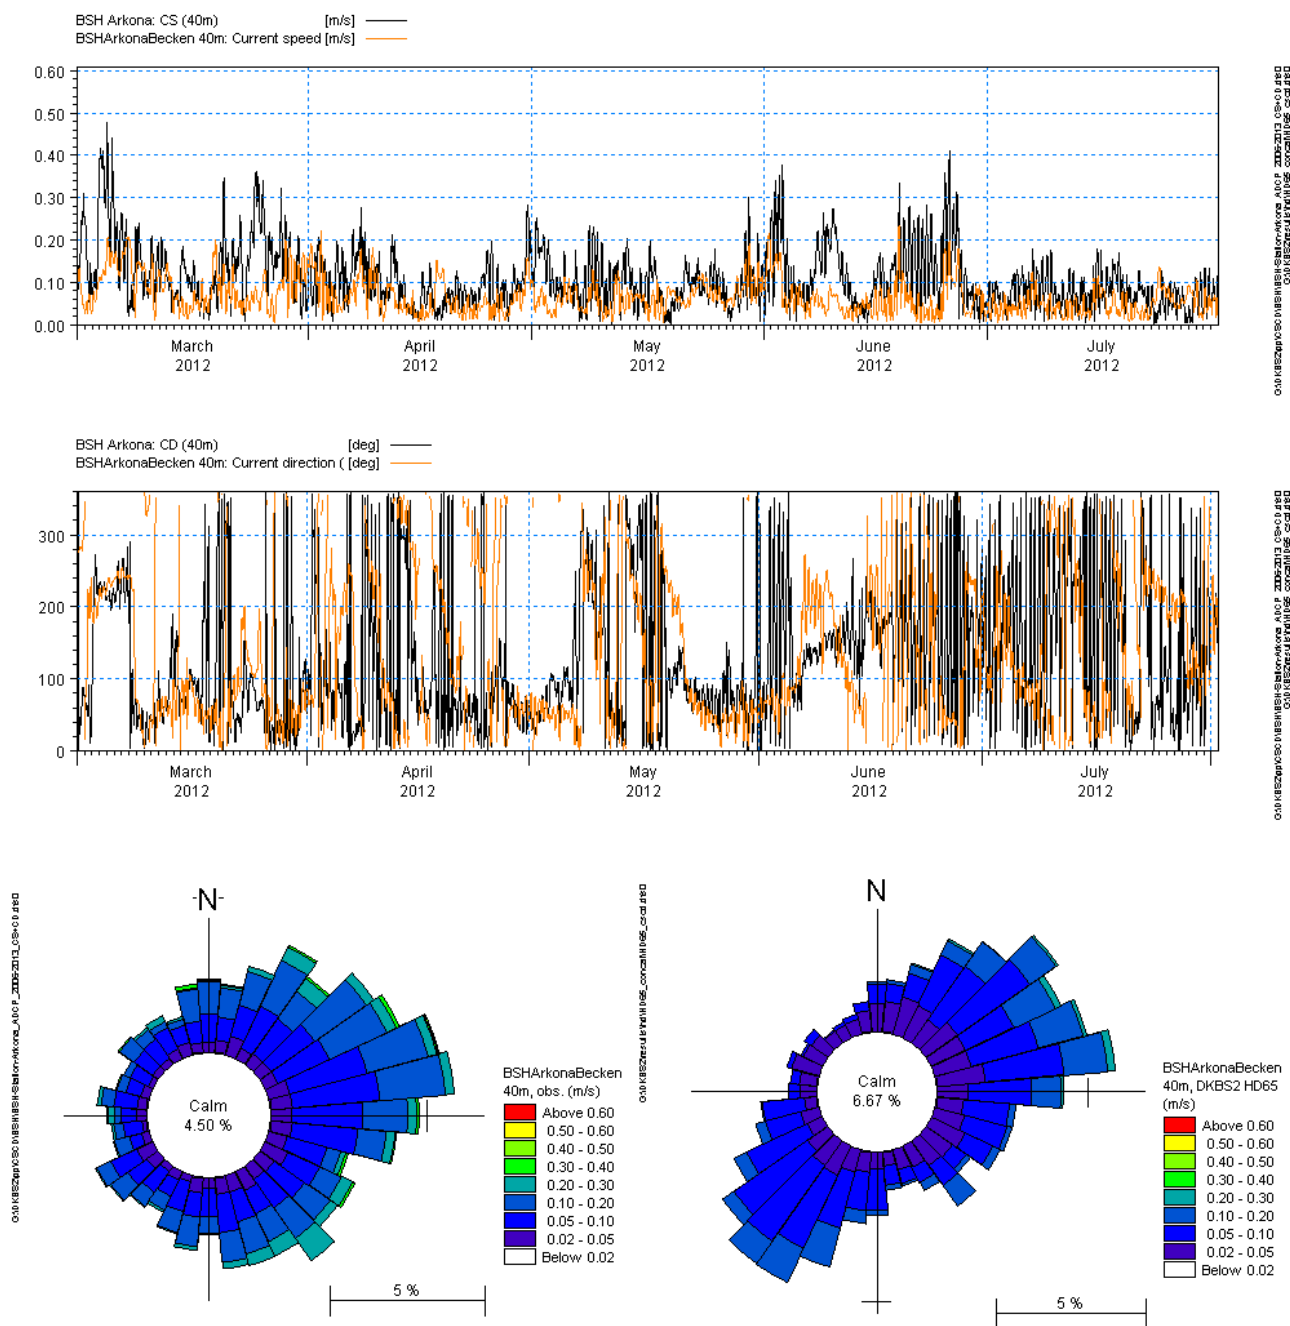 BSH Arkona: CS (40m) [m/s]
BSHArkonaBecken 40m: Current speed [m/s]
0.60
0.50
0.40
0.30
0.20
0.10
0.00
March April May June July
2012 2012 2012 2012 2012
BSH Arkona: CD (40m) [deg]
BSHArkonaBecken 40m: Current direction ( [deg]
300
200
100
0
March April May June July
2012 2012 2012 2012 2012
-N-
Calm
4.50 %
5 %
BSHArkonaBecken
40m, obs. (m/s)
Above 0.60
0.50 - 0.60
0.40 - 0.50
0.30 - 0.40
0.20 - 0.30
0.10 - 0.20
0.05 - 0.10
0.02 - 0.05
Below 0.02
N
Calm
6.67 %
5 %
BSHArkonaBecken
40m, DKBS2 HD65
(m/s)
Above 0.60
0.50 - 0.60
0.40 - 0.50
0.30 - 0.40
0.20 - 0.30
0.10 - 0.20
0.05 - 0.10
0.02 - 0.05
Below 0.02